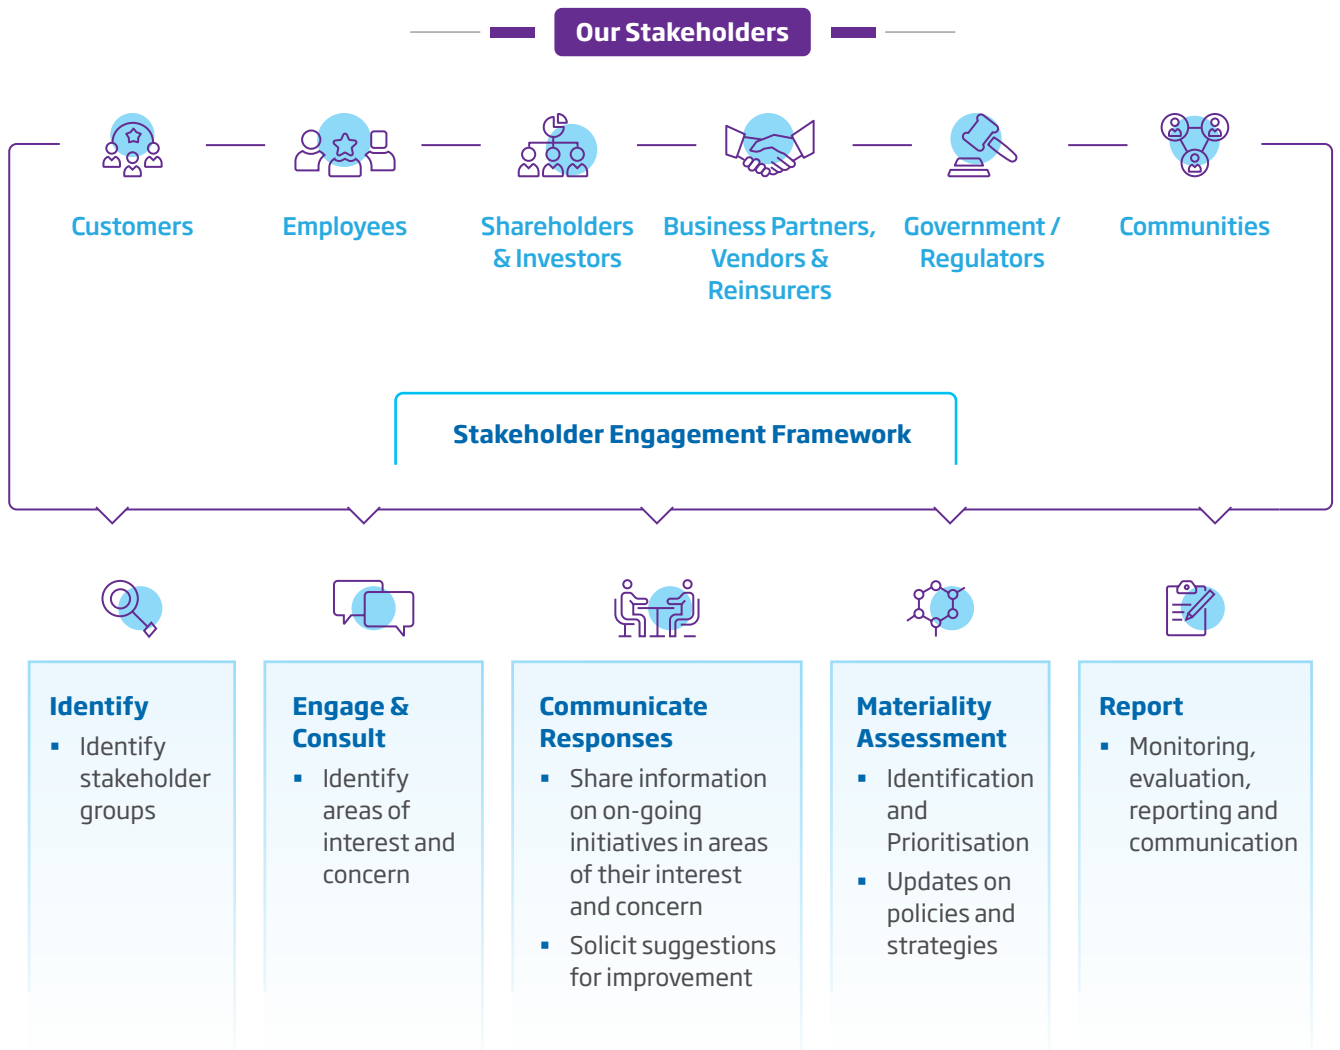 Our Stakeholders
Customers
Employees
Shareholders
& Investors
Business Partners,
Vendors &
Reinsurers
Government /
Regulators
Communities
Stakeholder Engagement Framework
Identify
▪ Identify
stakeholder
groups
Engage &
Consult
▪ Identify
areas of
interest and
concern
Communicate
Responses
▪ Share information
on on-going
initiatives in areas
of their interest
and concern
▪ Solicit suggestions
for improvement
Materiality
Assessment
▪ Identification
and
Prioritisation
▪ Updates on
policies and
strategies
Report
▪ Monitoring,
evaluation,
reporting and
communication